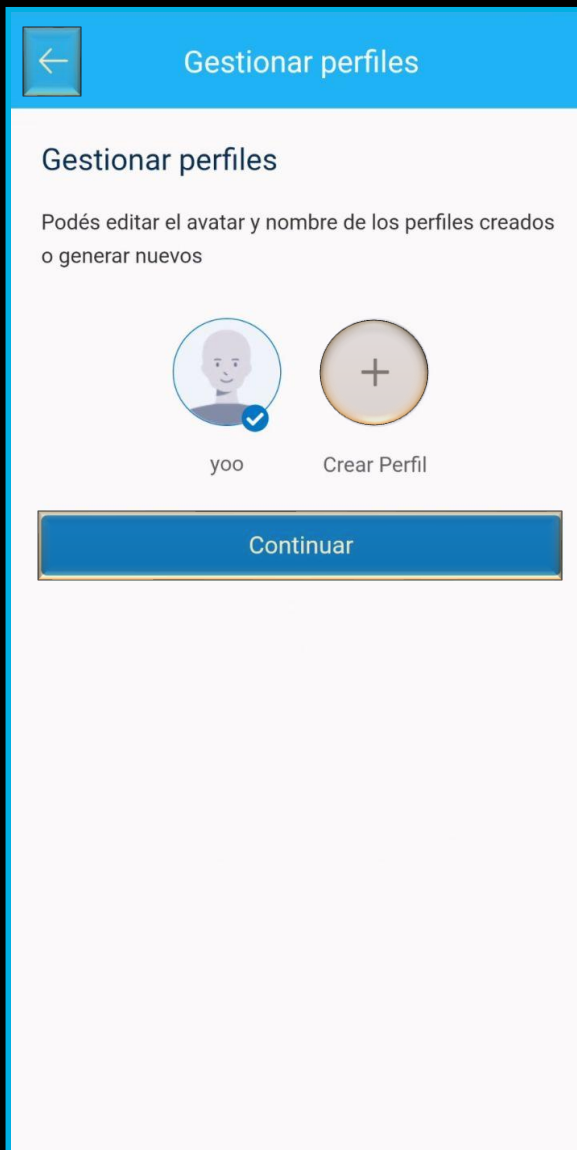 Gestionar perfiles
Gestionar perfiles
Podés editar el avatar y nombre de los perfiles creados
o generar nuevos
yoo
Crear Perfil
Continuar